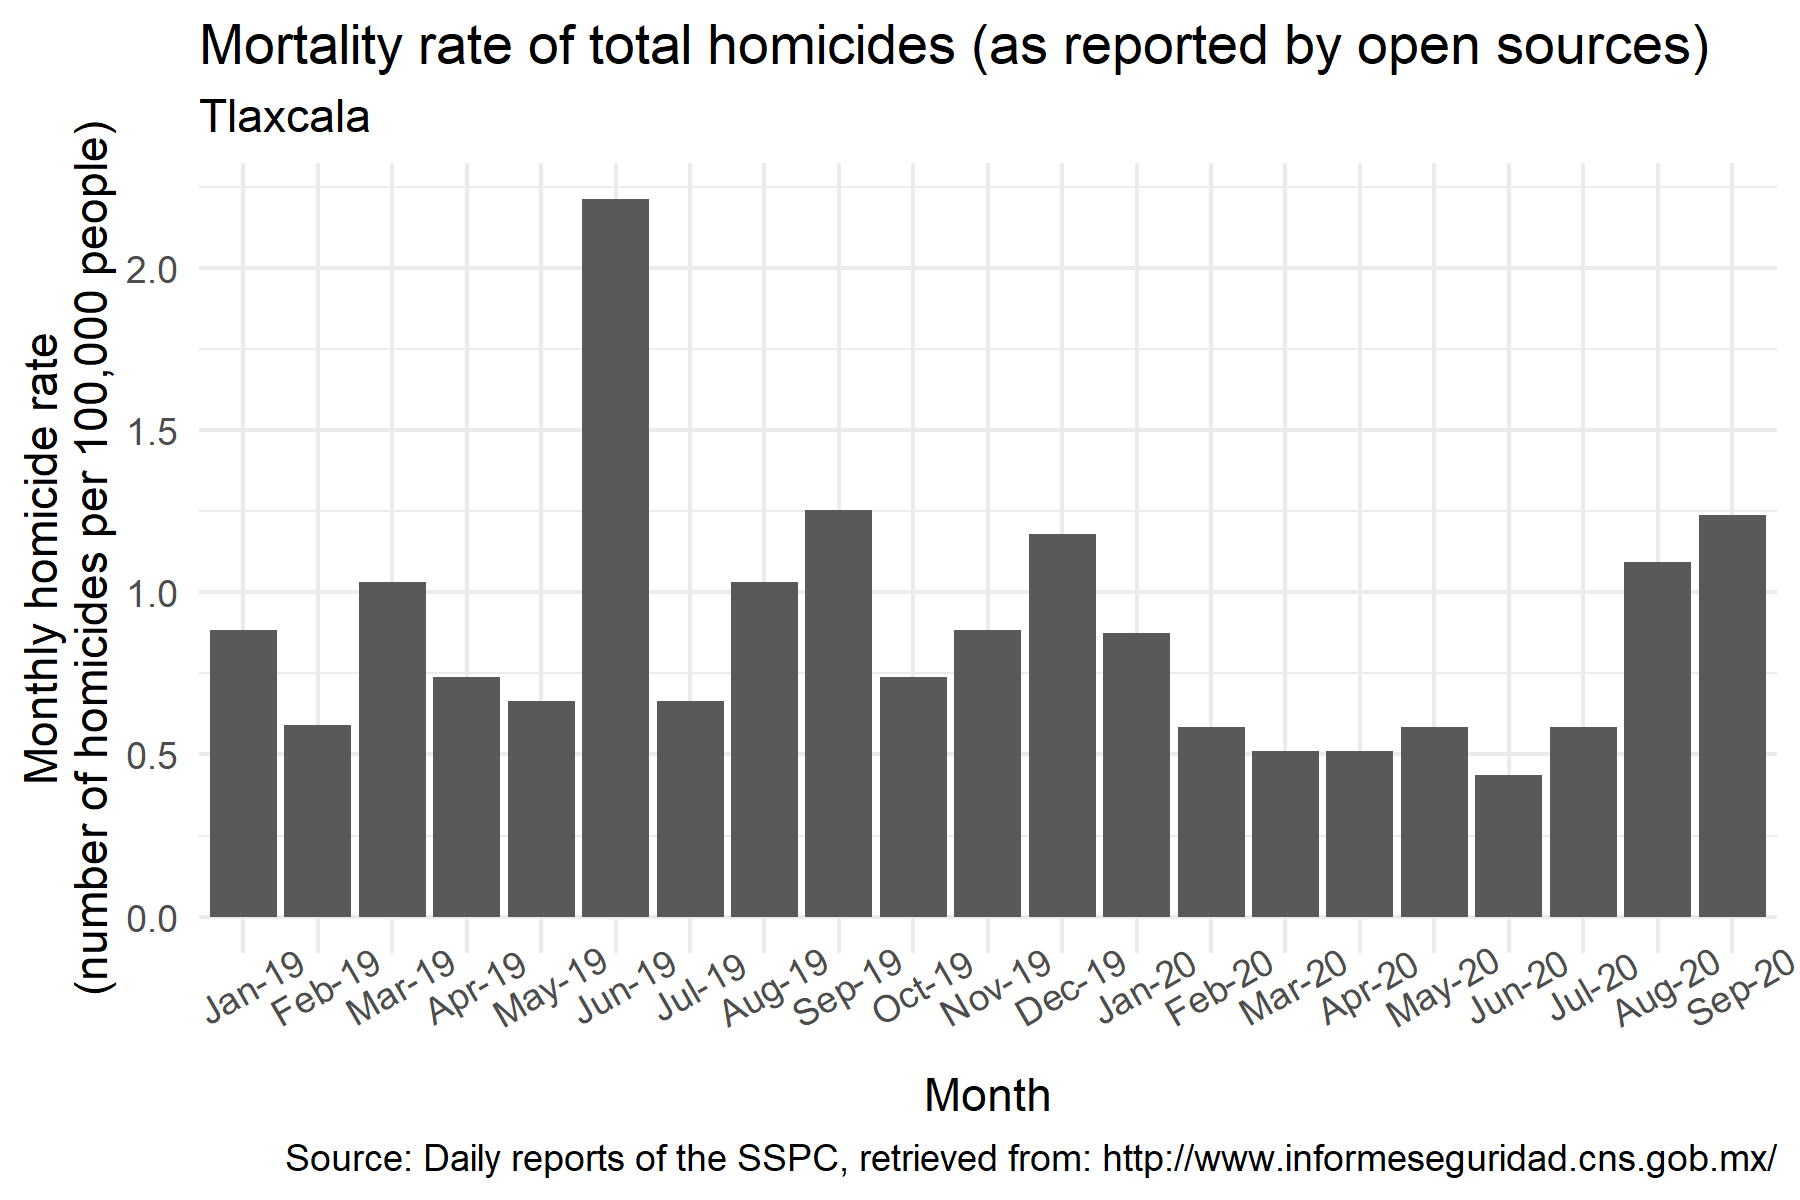 Mortality rate of total homicides (as reported by open sources)
Tlaxcala
Monthly homicide rate
(number of homicides per 100,000 people)
2.0
1.5
1.0
0.5
0.0
Jan-19
Feb-19
Mar-19
Apr-19
May-19
Jun-19
Jul-19
Aug-19
Sep-19
Oct-19
Nov-19
Dec-19
Jan-20
Feb-20
Mar-20
Apr-20
May-20
Jun-20
Jul-20
Aug-20
Sep-20
Month
Source: Daily reports of the SSPC, retrieved from: http://www.informeseguridad.cns.gob.mx/